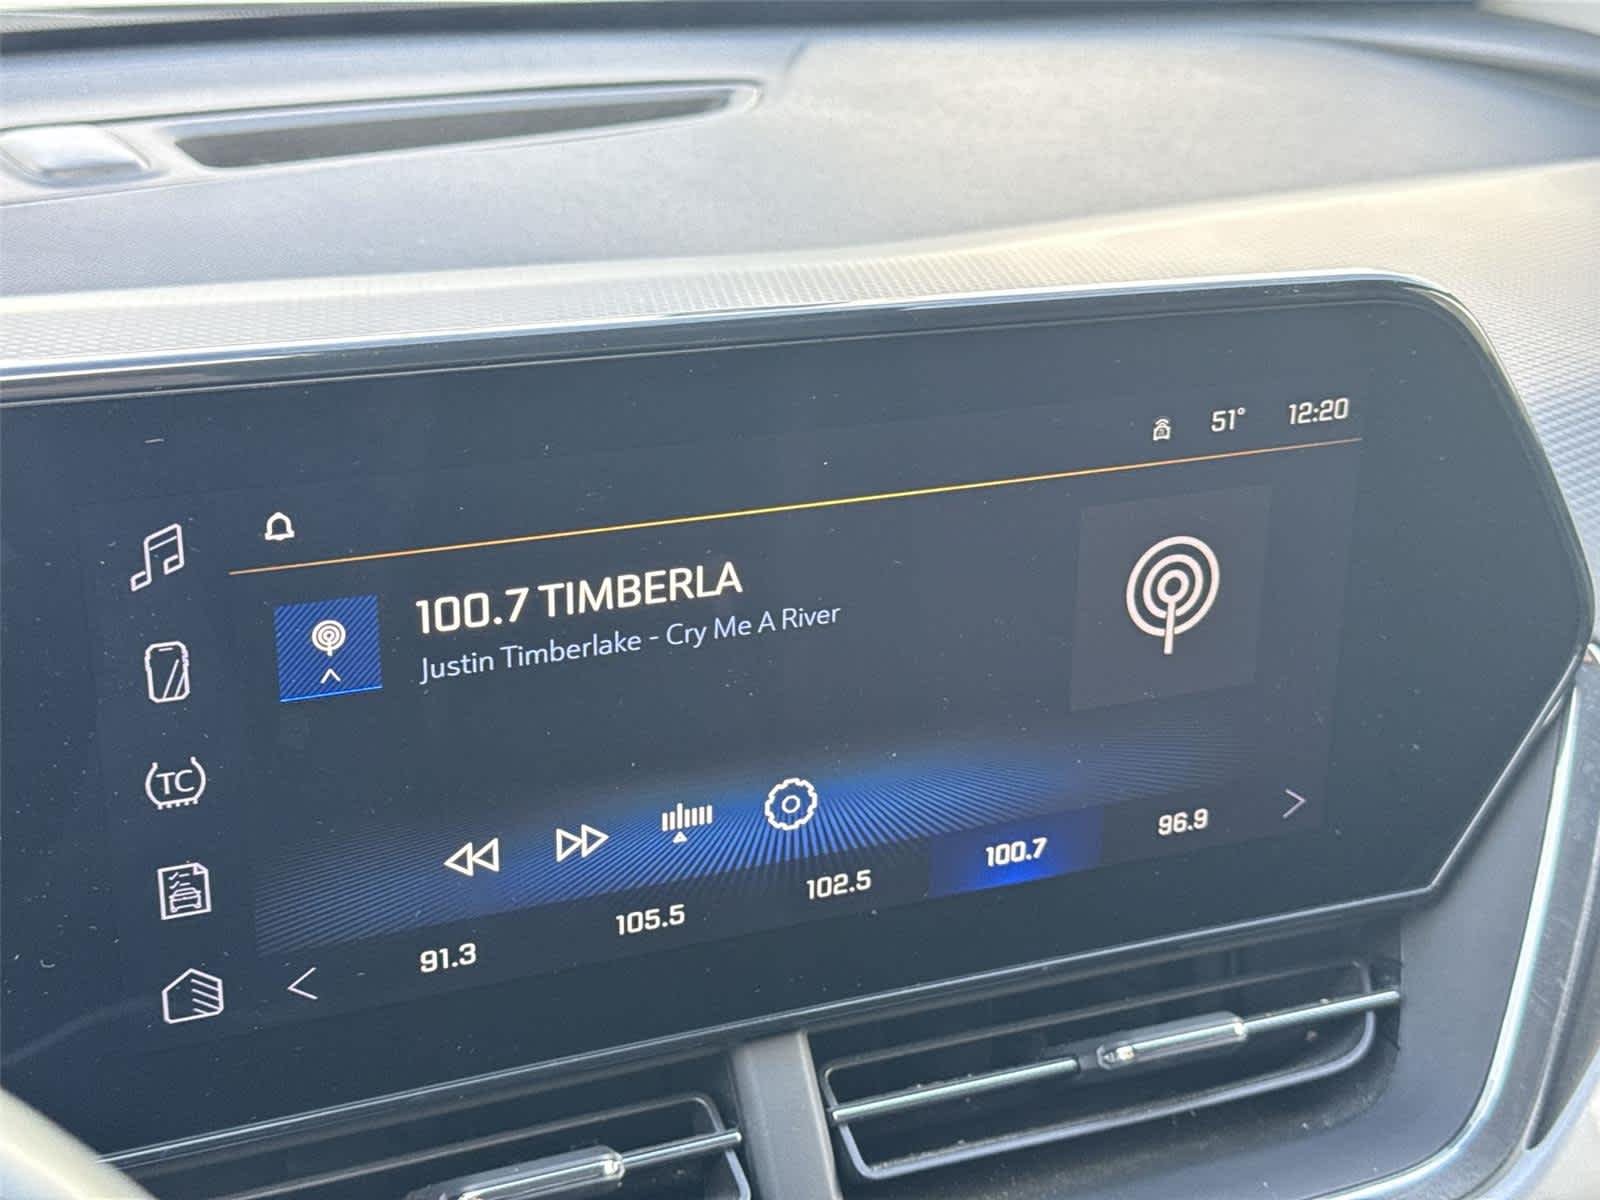 51° 12:20
100.7 TIMBERLA
Justin Timberlake - Cry Me A River
TC
91.3 105.5 102.5 100.7 96.9